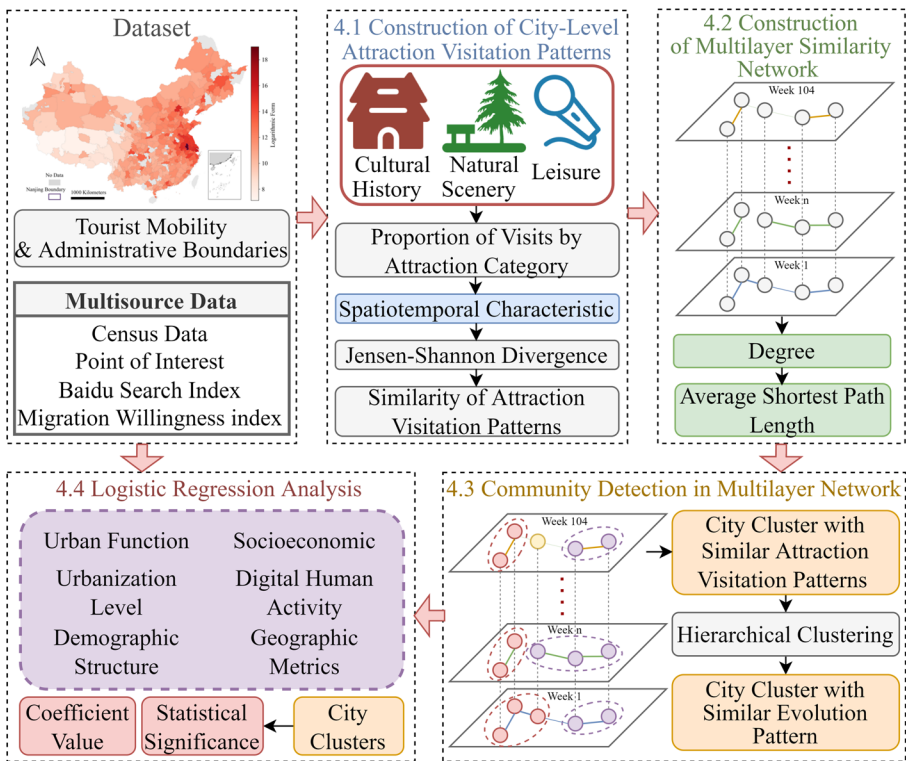 Dataset
18
16
14
12
10
8
Logarithmic Form
No Data
Nanjing Boundary
1000 Kilometers
Tourist Mobility
& Administrative Boundaries
Multisource Data
Census Data
Point of Interest
Baidu Search Index
Migration Willingness index
4.1 Construction of City-Level
Attraction Visitation Patterns
Cultural
History
Natural
Scenery
Leisure
Proportion of Visits by
Attraction Category
Spatiotemporal Characteristic
Jensen-Shannon Divergence
Similarity of Attraction
Visitation Patterns
4.2 Construction
of Multilayer Similarity
Network
Week 104
Week n
Week 1
Degree
Average Shortest Path
Length
4.4 Logistic Regression Analysis
Urban Function
Socioeconomic
Urbanization
Level
Digital Human
Activity
Demographic
Structure
Geographic
Metrics
Coefficient
Value
Statistical
Significance
City
Clusters
4.3 Community Detection in Multilayer Network
Week 104
Week n
Week 1
City Cluster with
Similar Attraction
Visitation Patterns
Hierarchical Clustering
City Cluster with
Similar Evolution
Pattern